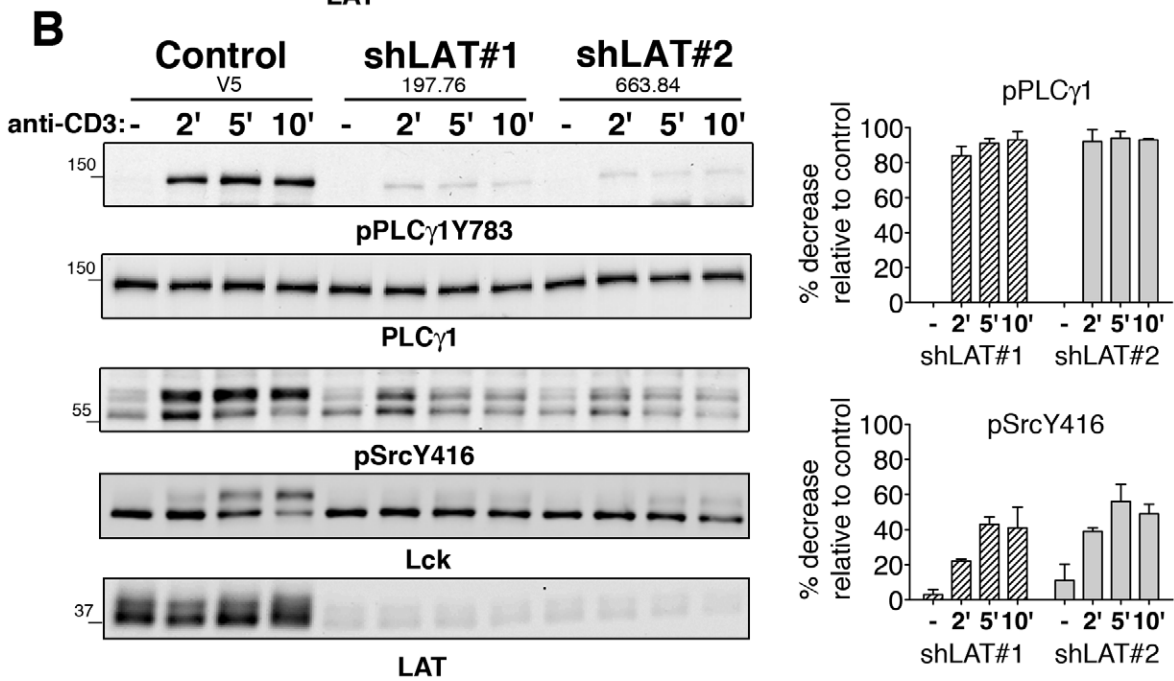 LAT
B
Control shLAT#1 shLAT#2
V5 197.76 663.84
anti-CD3: - 2' 5' 10' - 2' 5' 10' - 2' 5' 10'
150
pPLCγ1Y783
150
PLCγ1
55
pSrcY416
Lck
37
LAT
pPLCγ1
% decrease
relative to control
100
80
60
40
20
0
- 2' 5' 10' - 2' 5' 10'
shLAT#1 shLAT#2
pSrcY416
% decrease
relative to control
100
80
60
40
20
0
- 2' 5' 10' - 2' 5' 10'
shLAT#1 shLAT#2